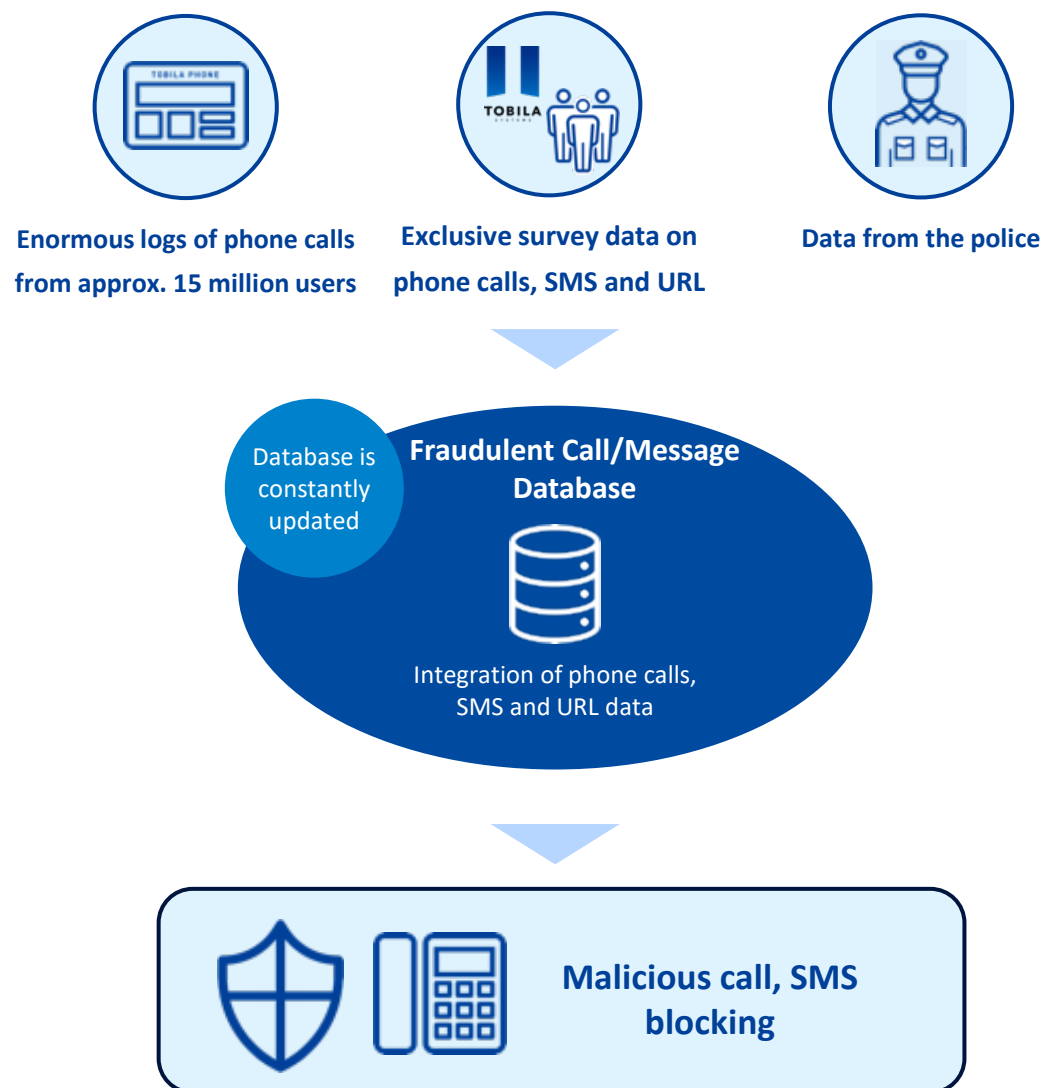 TOBILA PHONE
TOBILA
SYSTEMS
Enormous logs of phone calls
from approx. 15 million users
Exclusive survey data on
phone calls, SMS and URL
Data from the police
Database is
constantly
updated
Fraudulent Call/Message
Database
Integration of phone calls,
SMS and URL data
Malicious call, SMS
blocking